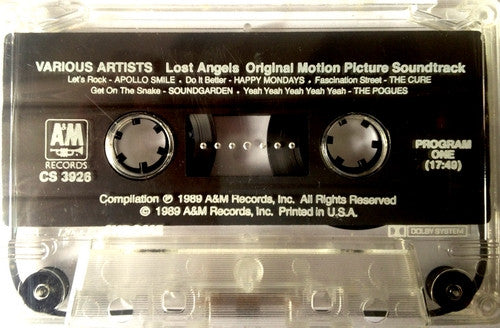 VARIOUS ARTISTS Lost Angels Original Motion Picture Soundtrack
Let's Rock - APOLLO SMILE • Do It Better - HAPPY MONDAYS • Fascination Street - THE CURE
Get On The Snake - SOUNDGARDEN • Yeah Yeah Yeah Yeah Yeah - THE POGUES
A&M
RECORDS
CS 3926
PROGRAM
ONE
(17:49)
Compilation ℗ 1989 A&M Records, Inc. All Rights Reserved
© 1989 A&M Records, Inc. Printed in U.S.A.
DOLBY SYSTEM